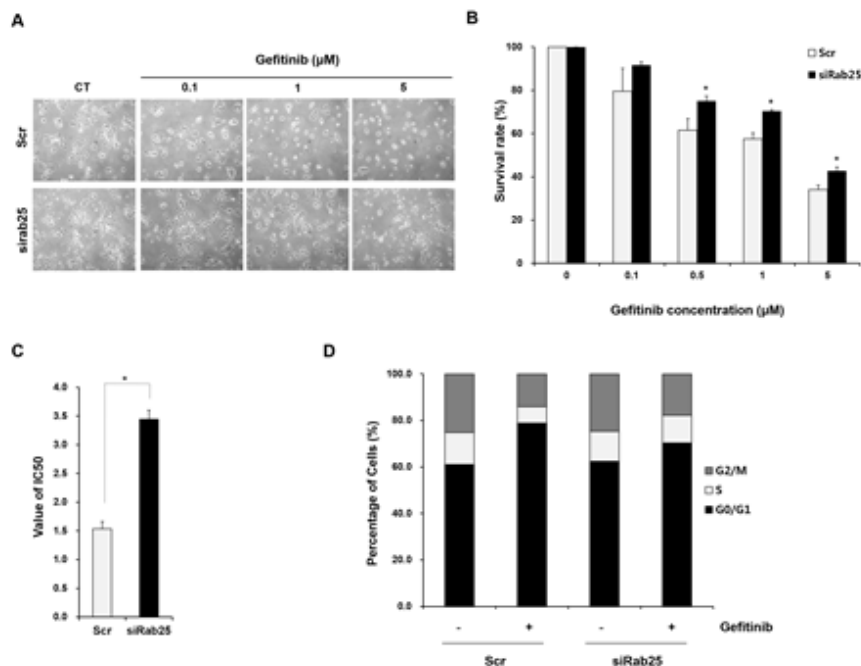 A
Gefitinib (µM)
CT 0.1 1 5
Scr
sirab25
B
Survival rate (%)
100
80
60
40
20
0
Scr
siRab25
*
*
*
0 0.1 0.5 1 5
Gefitinib concentration (µM)
C
Value of IC50
4.0
3.5
3.0
2.5
2.0
1.5
1.0
0.5
0.0
*
Scr siRab25
D
Percentage of Cells (%)
100.0
80.0
60.0
40.0
20.0
0.0
G2/M
S
G0/G1
- + - + Gefitinib
Scr siRab25